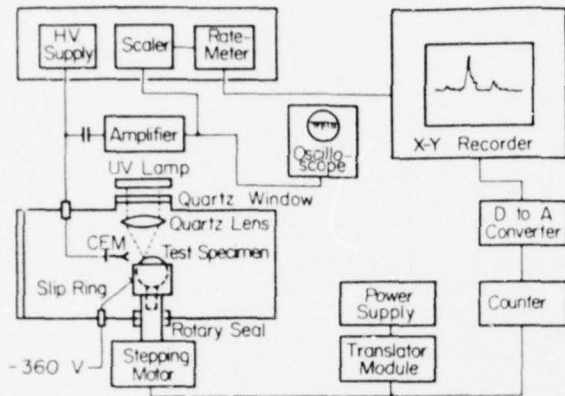 H.V. Supply
Scaler
Rate-Meter
Amplifier
Oscillo-scope
X-Y Recorder
UV Lamp
Quartz Window
Quartz Lens
CEM
Test Specimen
Slip Ring
Rotary Seal
-360 V
Stepping Motor
Power Supply
Translator Module
D to A Converter
Counter